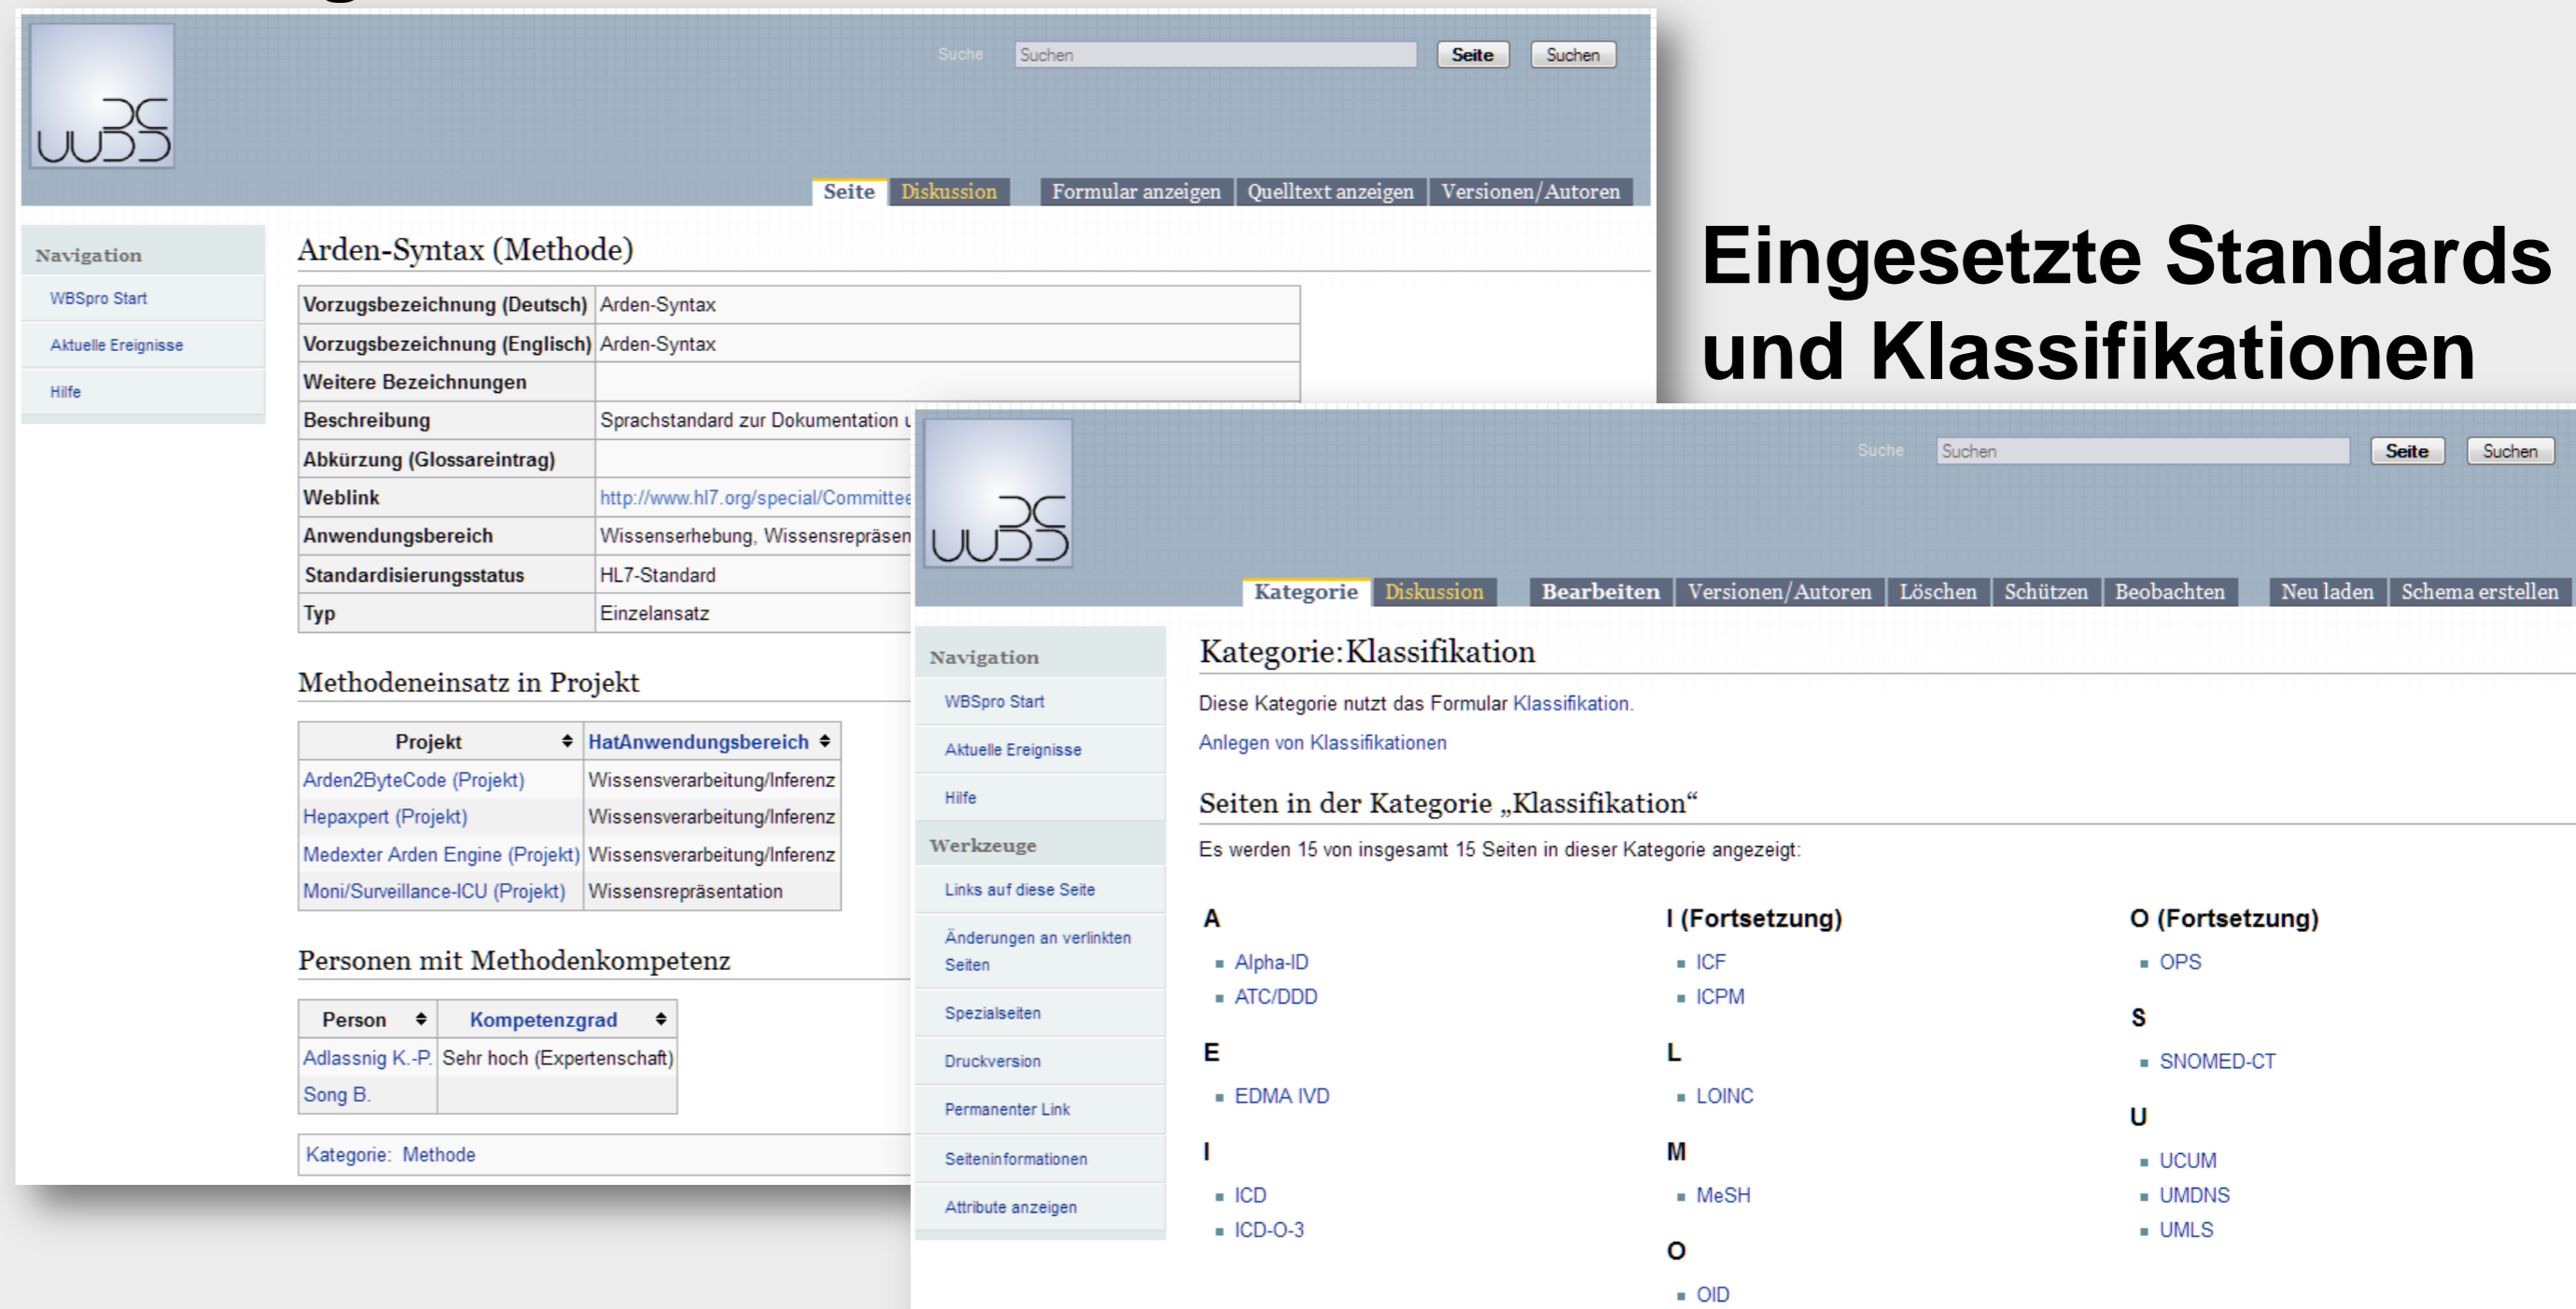 Suche Suchen Seite Suchen
Seite Diskussion Formular anzeigen Quelltext anzeigen Versionen/Autoren
Navigation
WBSpro Start
Aktuelle Ereignisse
Hilfe
Arden-Syntax (Methode)
Vorzugsbezeichnung (Deutsch) Arden-Syntax
Vorzugsbezeichnung (Englisch) Arden-Syntax
Weitere Bezeichnungen
Beschreibung Sprachstandard zur Dokumentation
Abkürzung (Glossareintrag)
Weblink http://www.hl7.org/special/Committee
Anwendungsbereich Wissenserhebung, Wissensrepräsen
Standardisierungsstatus HL7-Standard
Typ Einzelansatz
Methodeneinsatz in Projekt
Projekt HatAnwendungsbereich
Arden2ByteCode (Projekt) Wissensverarbeitung/Inferenz
Hepaxpert (Projekt) Wissensverarbeitung/Inferenz
Medexter Arden Engine (Projekt) Wissensverarbeitung/Inferenz
Moni/Surveillance-ICU (Projekt) Wissensrepräsentation
Personen mit Methodenkompetenz
Person Kompetenzgrad
Adlassnig K.-P. Sehr hoch (Expertenschaft)
Song B.
Kategorie: Methode
Eingesetzte Standards
und Klassifikationen
Suche Suchen Seite Suchen
Kategorie Diskussion Bearbeiten Versionen/Autoren Löschen Schützen Beobachten Neu laden Schema erstellen
Navigation
WBSpro Start
Aktuelle Ereignisse
Hilfe
Werkzeuge
Links auf diese Seite
Änderungen an verlinkten
Seiten
Spezialseiten
Druckversion
Permanenter Link
Seiteninformationen
Attribute anzeigen
Kategorie:Klassifikation
Diese Kategorie nutzt das Formular Klassifikation.
Anlegen von Klassifikationen
Seiten in der Kategorie „Klassifikation“
Es werden 15 von insgesamt 15 Seiten in dieser Kategorie angezeigt:
A
Alpha-ID
ATC/DDD
E
EDMA IVD
I
ICD
ICD-O-3
I (Fortsetzung)
ICF
ICPM
L
LOINC
M
MeSH
O
OID
O (Fortsetzung)
OPS
S
SNOMED-CT
U
UCUM
UMDNS
UMLS